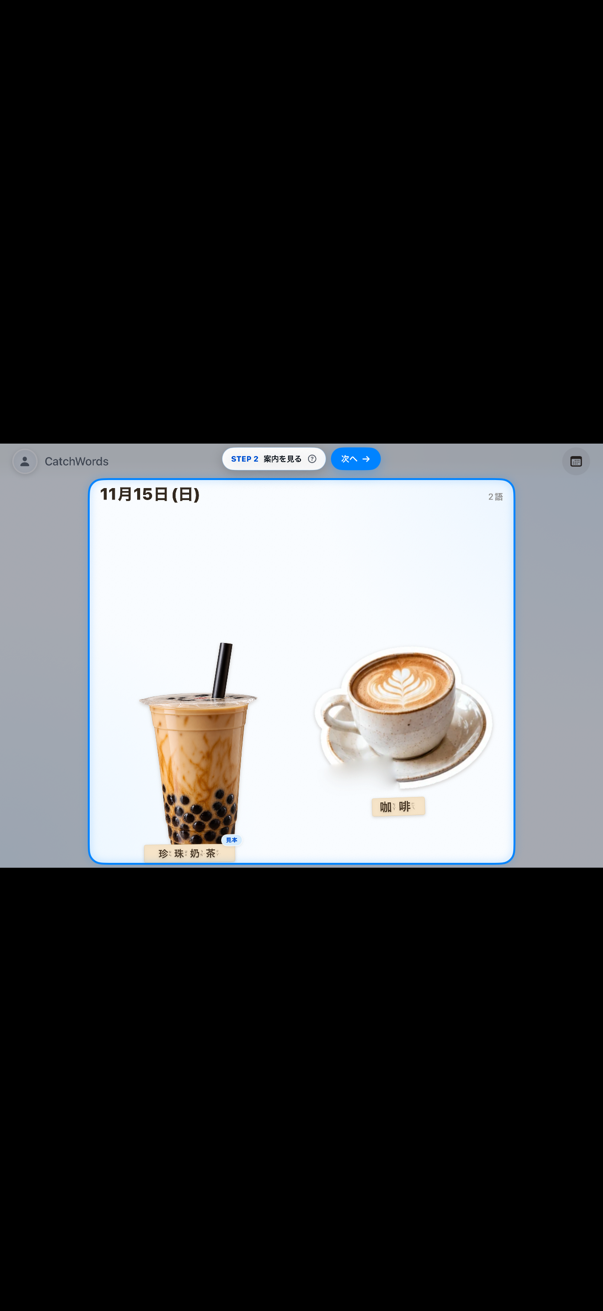 CatchWords
STEP 2 案内を見る ?
次へ →
11月15日(日)
2語
咖啡
見本
珍珠奶茶